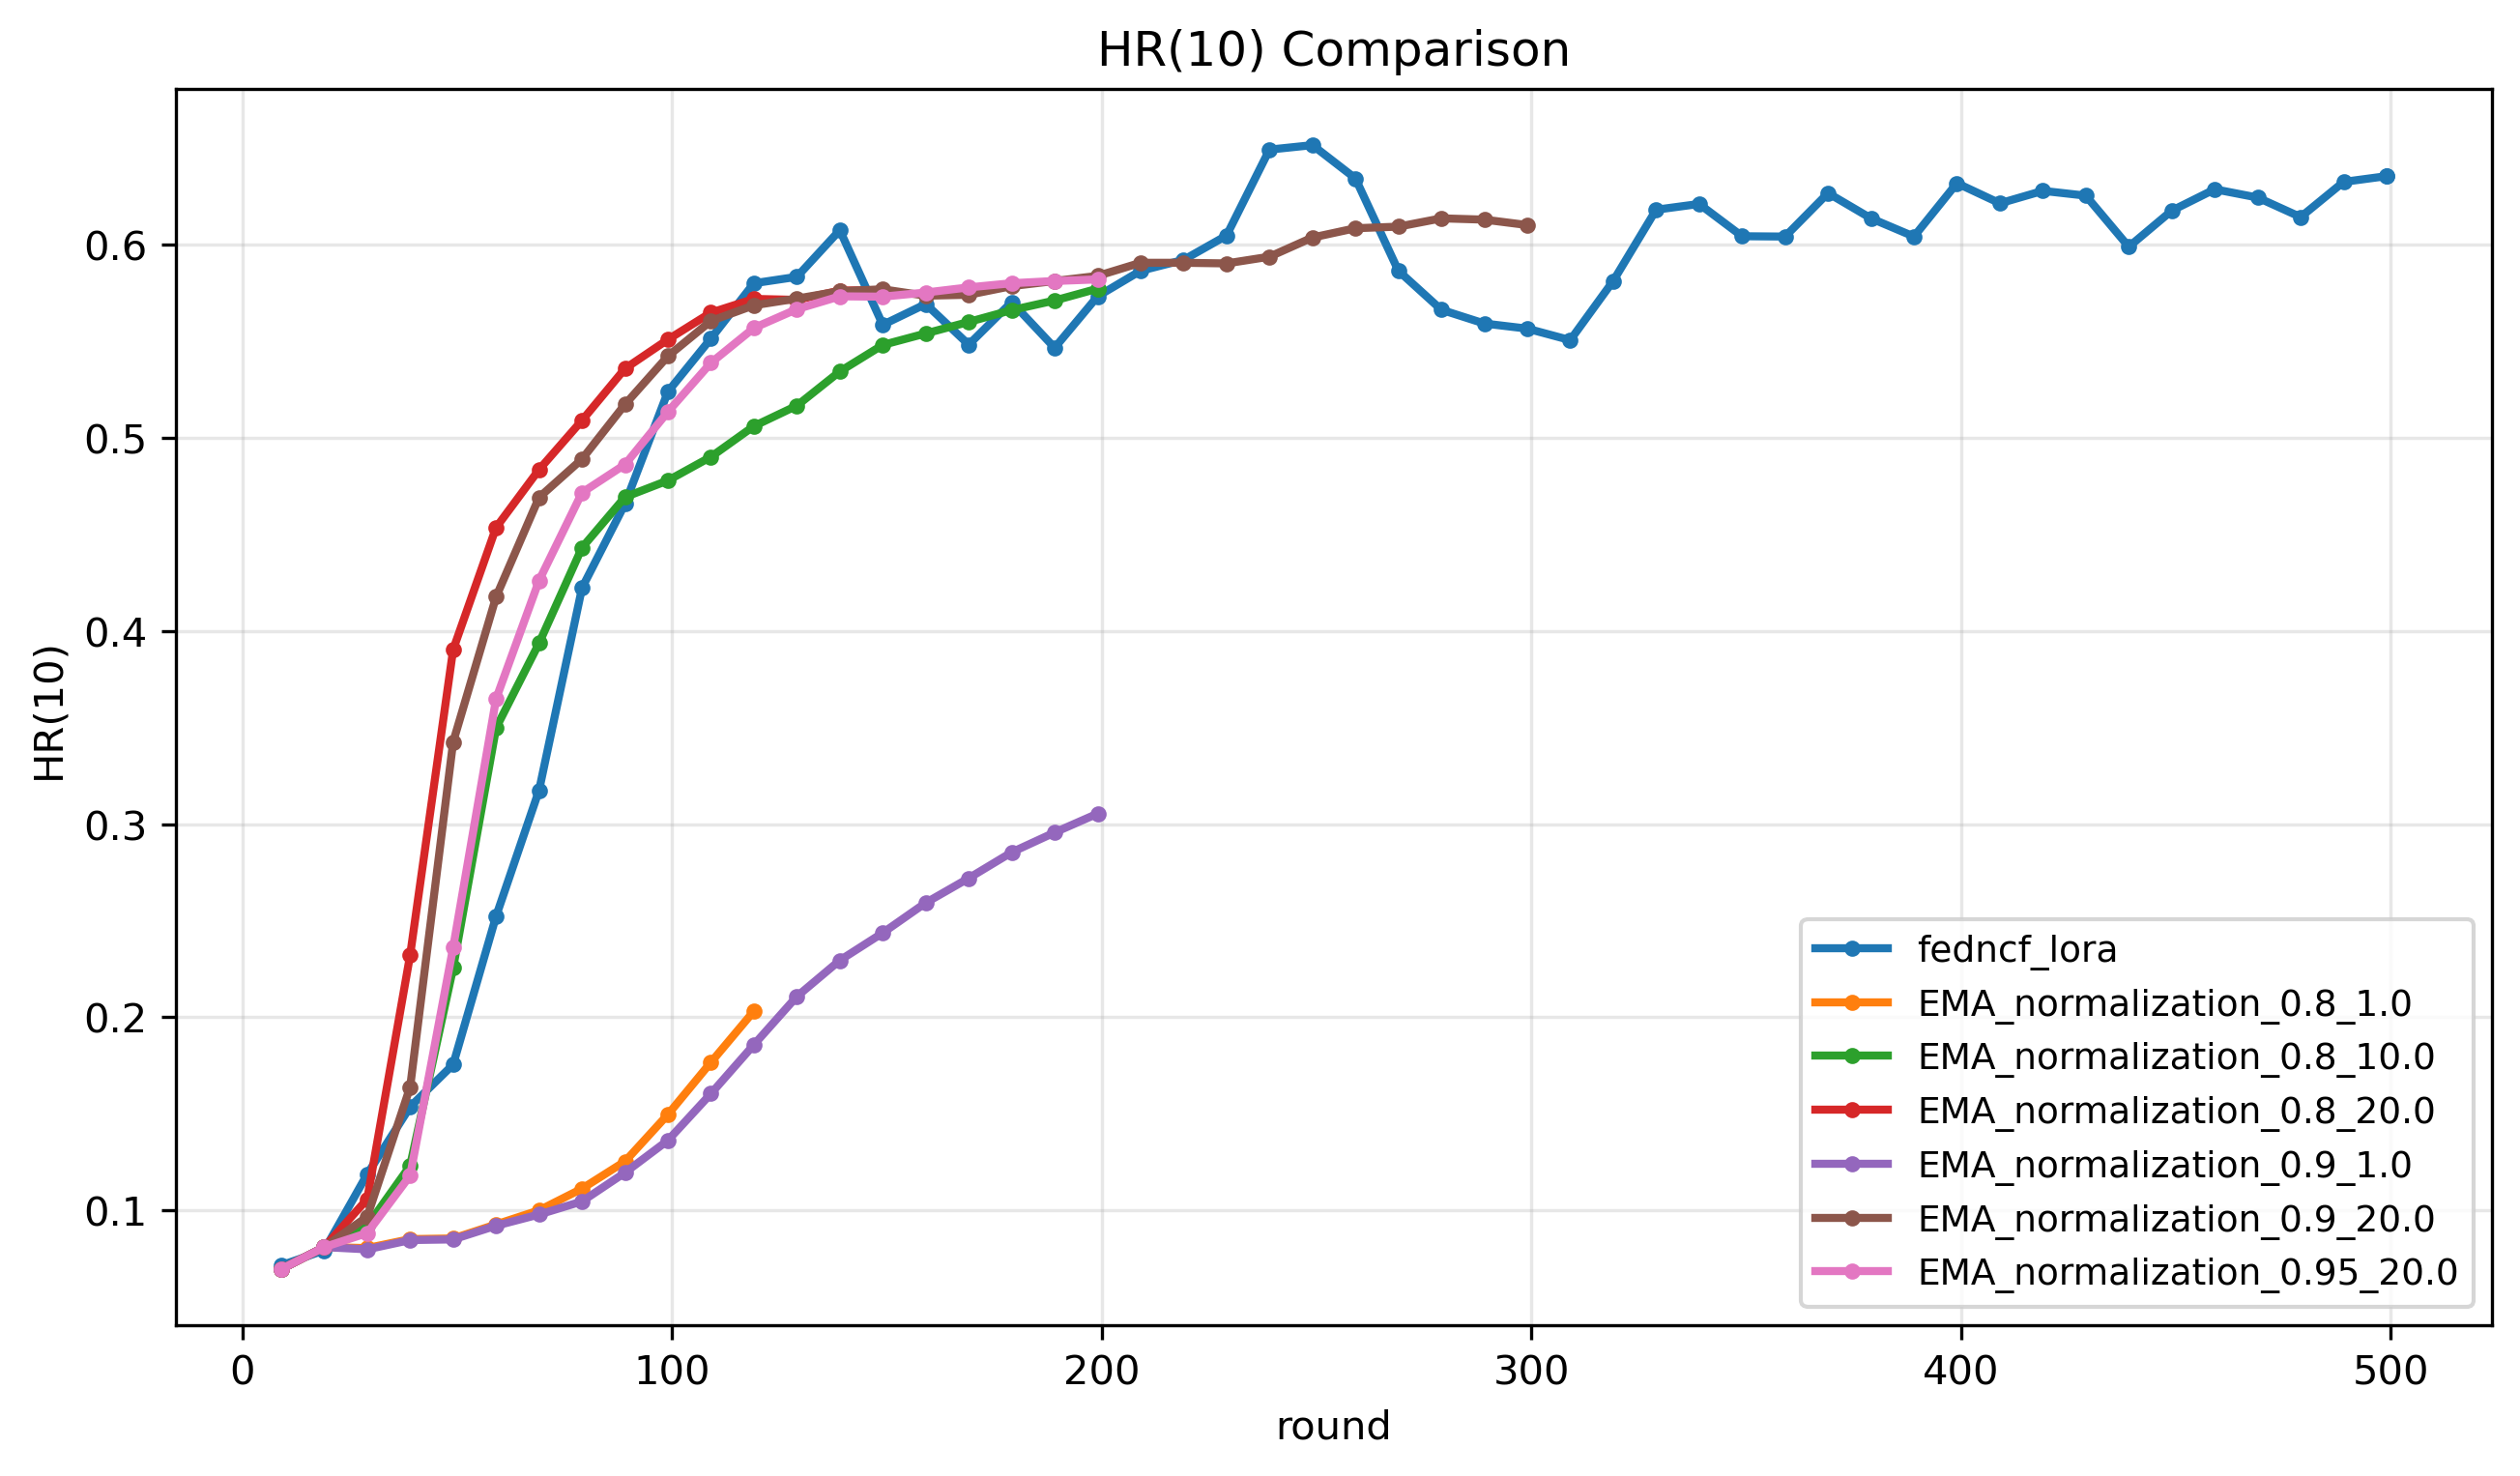 HR(10) Comparison
HR(10)
0.6
0.5
0.4
0.3
0.2
0.1
0 100 200 300 400 500
round
fedncf_lora
EMA_normalization_0.8_1.0
EMA_normalization_0.8_10.0
EMA_normalization_0.8_20.0
EMA_normalization_0.9_1.0
EMA_normalization_0.9_20.0
EMA_normalization_0.95_20.0